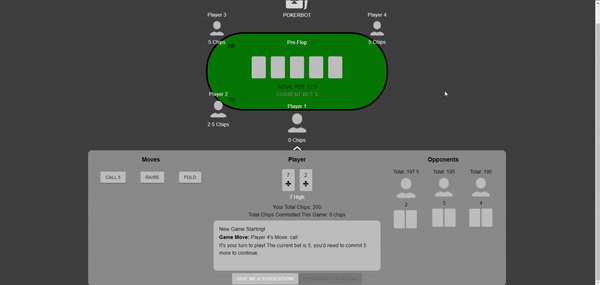 Player 3
POKERBOT
Player 4
5 Chips
Pre-Flop
5 Chips
TOTAL POT: 12.5
CURRENT BET: 5
Player 2
Player 1
2.5 Chips
0 Chips
Moves
Player
Opponents
CALL 5
RAISE
FOLD
7
2
7 High
Total: 197.5
Total: 195
Total: 195
2
3
4
Your Total Chips: 200
Total Chips Committed This Game: 0 chips
New Game Starting!
Game Move: Player 4's Move: call
It's your turn to play! The current bet is 5, you'd need to commit 5
more to continue.
GIVE ME A SUGGESTION!